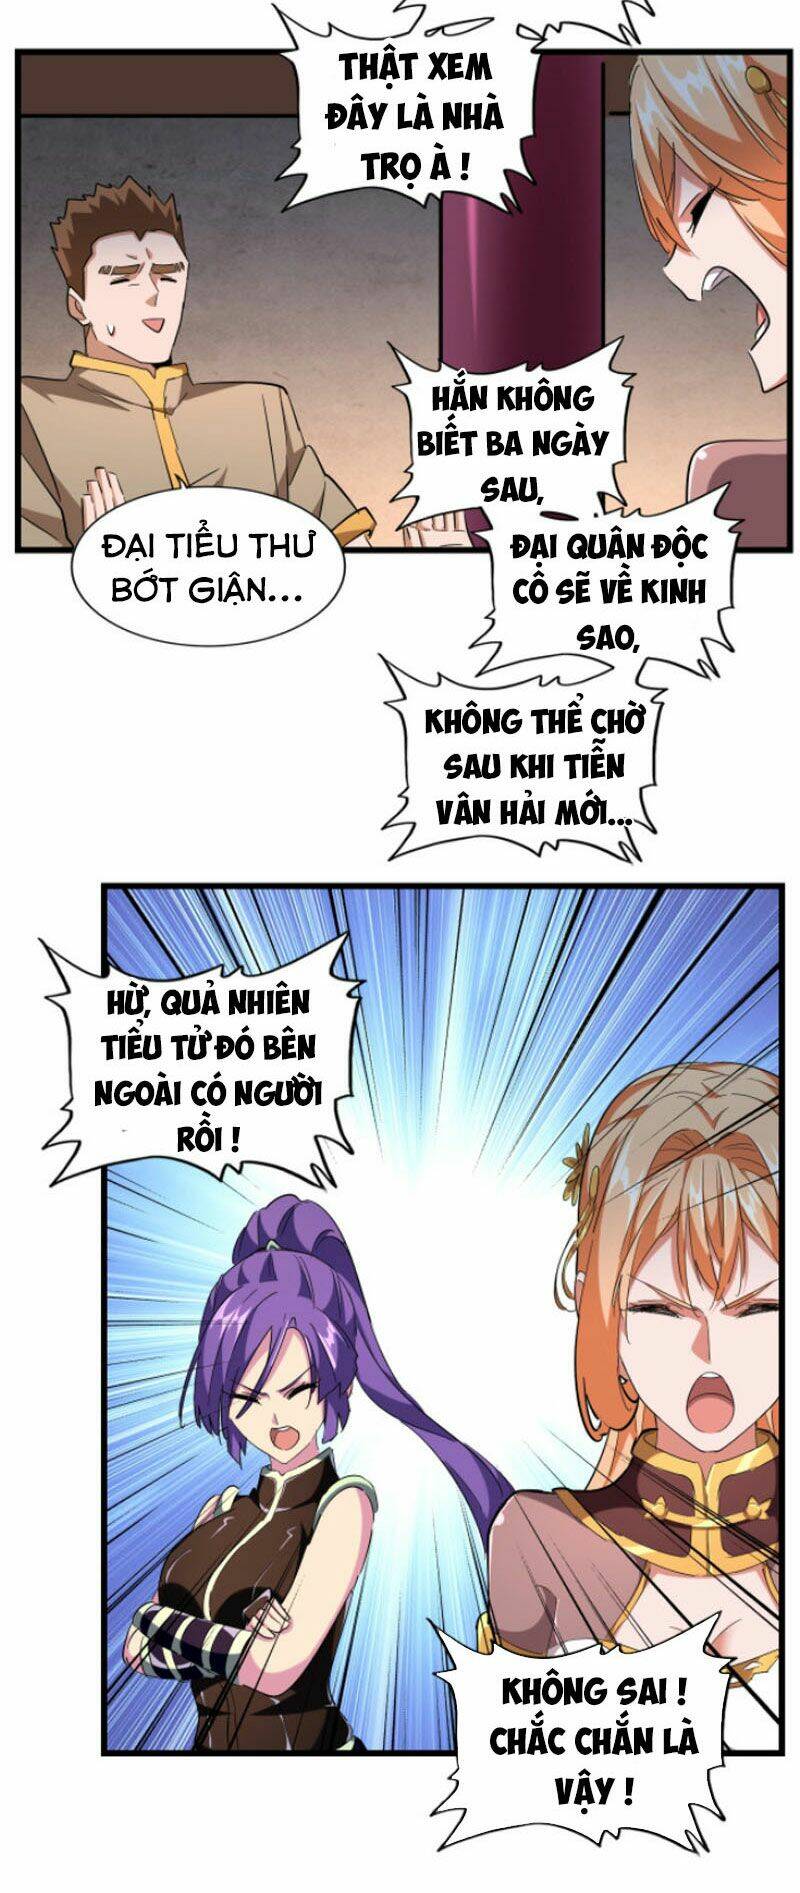 THẬT XEM
ĐÂY LÀ NHÀ
TRỌ À !
HẮN KHÔNG
BIẾT BA NGÀY
SAU,
ĐẠI TIỂU THƯ
BỚT GIẬN...
ĐẠI QUÂN ĐỘC
CÔ SẼ VỀ KINH
SAO,
KHÔNG THỂ CHỜ
SAU KHI TIỄN
VÂN HẢI MỚI...
HỪ, QUẢ NHIÊN
TIỂU TỬ ĐÓ BÊN
NGOÀI CÓ NGƯỜI
RỒI !
KHÔNG SAI !
CHẮC CHẮN LÀ
VẬY !